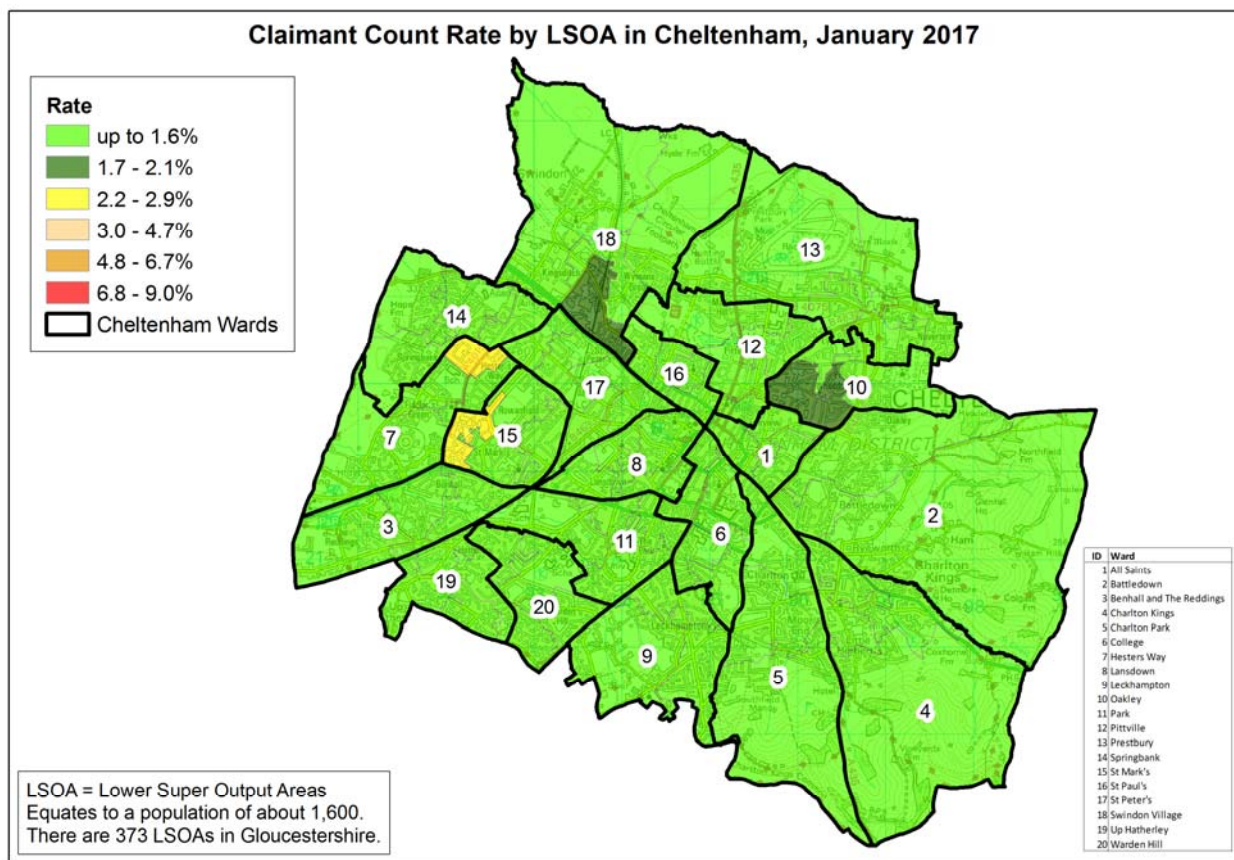 Claimant Count Rate by LSOA in Cheltenham, January 2017
Rate
up to 1.6%
1.7 - 2.1%
2.2 - 2.9%
3.0 - 4.7%
4.8 - 6.7%
6.8 - 9.0%
Cheltenham Wards
Swindon
18
13
14
12
16
10
17
15
7
1
8
2
3
6
11
19
20
9
5
4
Charlton
Kings
Leckhampton
Battledown
Ham
ID Ward
1 All Saints
2 Battledown
3 Benhall and The Reddings
4 Charlton Kings
5 Charlton Park
6 College
7 Hesters Way
8 Lansdown
9 Leckhampton
10 Oakley
11 Park
12 Pittville
13 Prestbury
14 Springbank
15 St Mark's
16 St Paul's
17 St Peter's
18 Swindon Village
19 Up Hatherley
20 Warden Hill
LSOA = Lower Super Output Areas
Equates to a population of about 1,600.
There are 373 LSOAs in Gloucestershire.